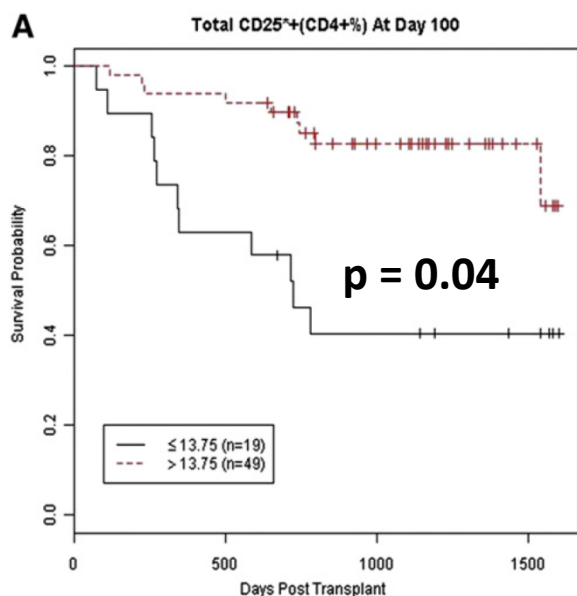 A
Total CD25^+(CD4+%) At Day 100
1.0
0.8
0.6
0.4
0.2
0.0
Survival Probability
p = 0.04
≤ 13.75 (n=19)
> 13.75 (n=49)
0
500
1000
1500
Days Post Transplant